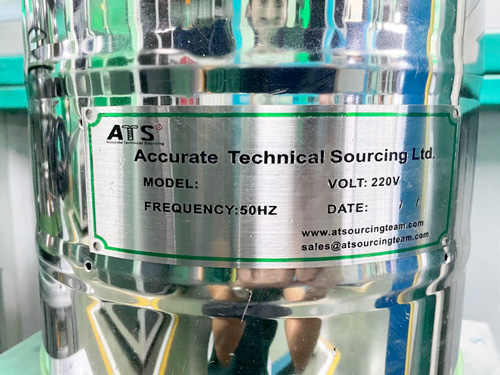 ATS®
Accurate Technical Sourcing
Accurate Technical Sourcing Ltd.
MODEL:
VOLT: 220V
FREQUENCY:50HZ
DATE: / /
www.atsourcingteam.com
sales@atsourcingteam.com